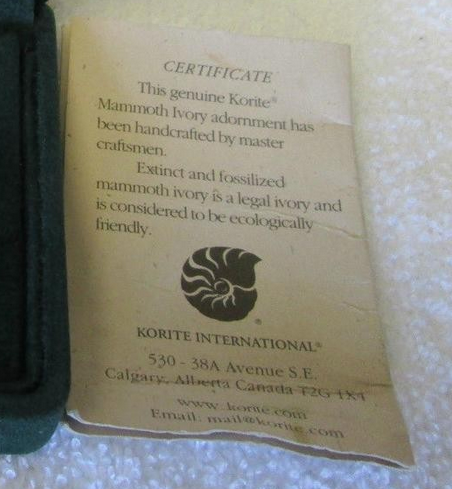 CERTIFICATE
This genuine Korite®
Mammoth Ivory adornment has
been handcrafted by master
craftsmen.
Extinct and fossilized
mammoth ivory is a legal ivory and
is considered to be ecologically
friendly.
®
KORITE INTERNATIONAL®
530 - 38A Avenue S.E.
Calgary, Alberta Canada T2G 1X4
www.korite.com
Email: mail@korite.com